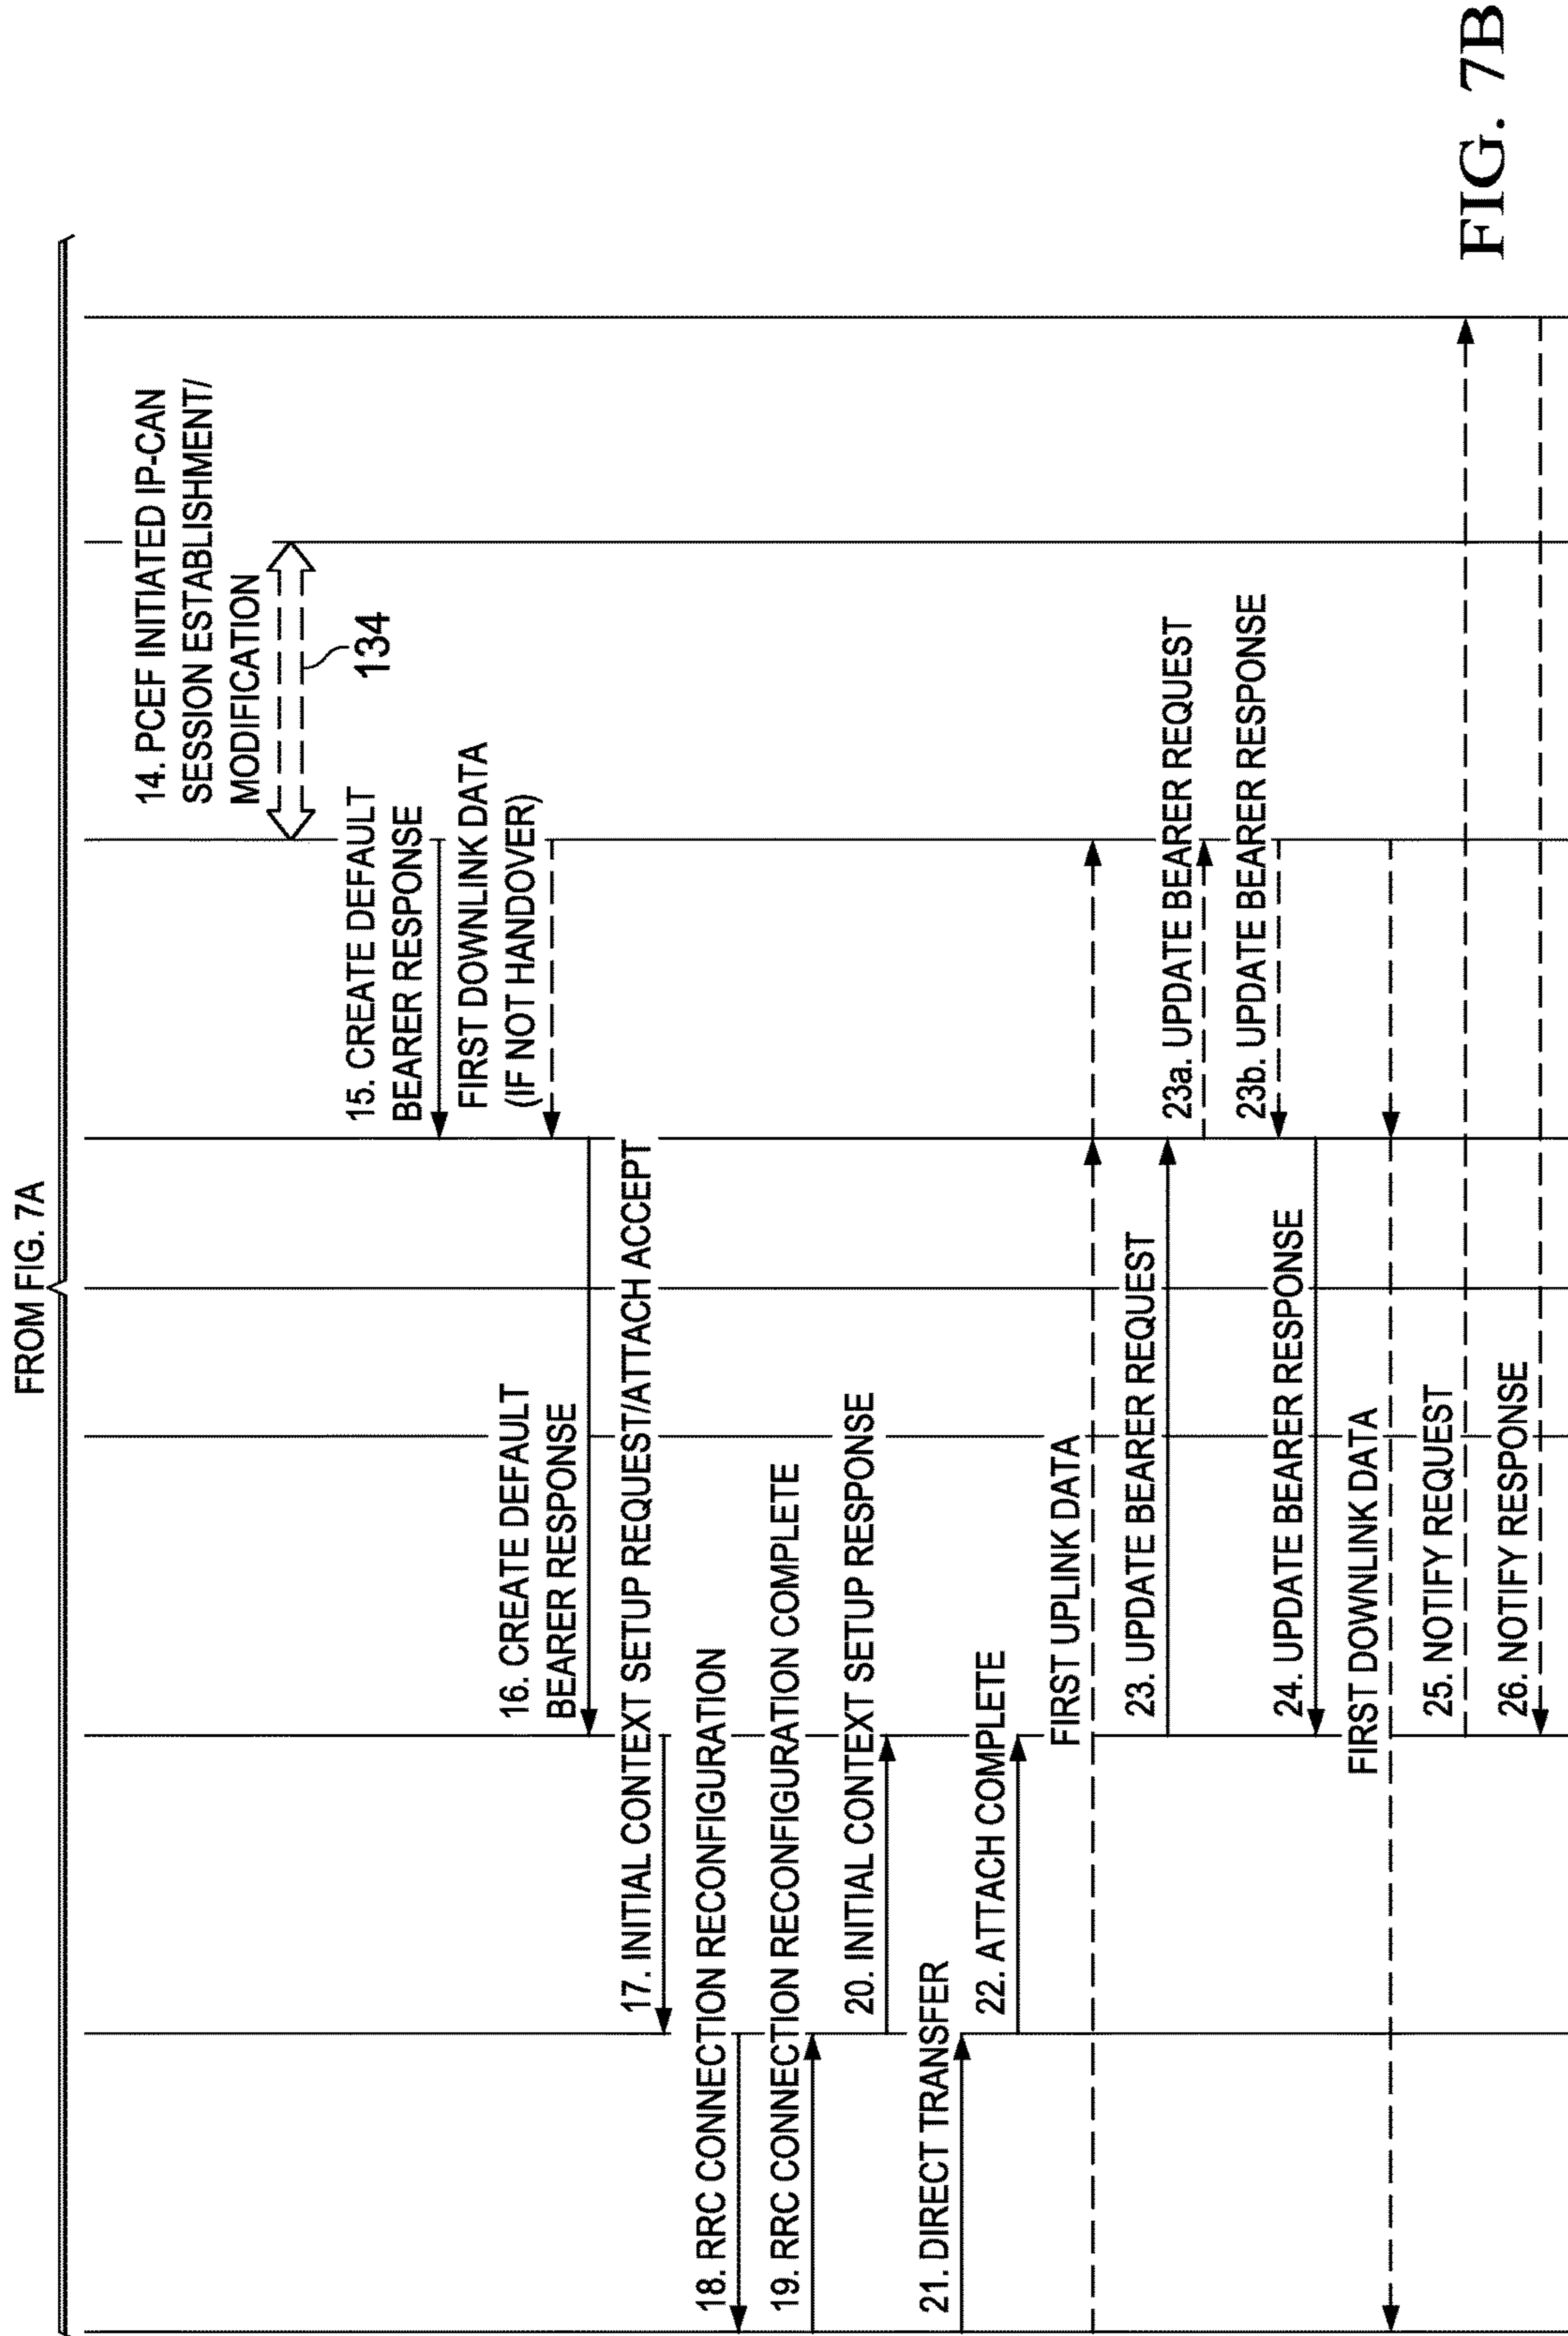 FROM FIG. 7A
14. PCEF INITIATED IP-CAN
SESSION ESTABLISHMENT/
MODIFICATION
134
15. CREATE DEFAULT
BEARER RESPONSE
FIRST DOWNLINK DATA
(IF NOT HANDOVER)
16. CREATE DEFAULT
BEARER RESPONSE
17. INITIAL CONTEXT SETUP REQUEST/ATTACH ACCEPT
18. RRC CONNECTION RECONFIGURATION
19. RRC CONNECTION RECONFIGURATION COMPLETE
20. INITIAL CONTEXT SETUP RESPONSE
21. DIRECT TRANSFER
22. ATTACH COMPLETE
FIRST UPLINK DATA
23. UPDATE BEARER REQUEST
23a. UPDATE BEARER REQUEST
23b. UPDATE BEARER RESPONSE
24. UPDATE BEARER RESPONSE
FIRST DOWNLINK DATA
25. NOTIFY REQUEST
26. NOTIFY RESPONSE
FIG. 7B